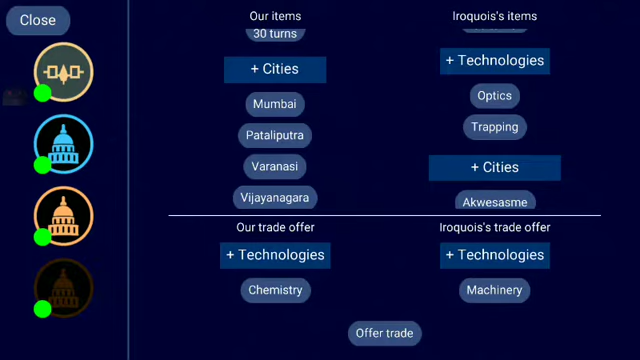 Close
Our items
30 turns
+ Cities
Mumbai
Pataliputra
Varanasi
Vijayanagara
Iroquois's items
+ Technologies
Optics
Trapping
+ Cities
Akwesasme
Our trade offer
+ Technologies
Chemistry
Iroquois's trade offer
+ Technologies
Machinery
Offer trade